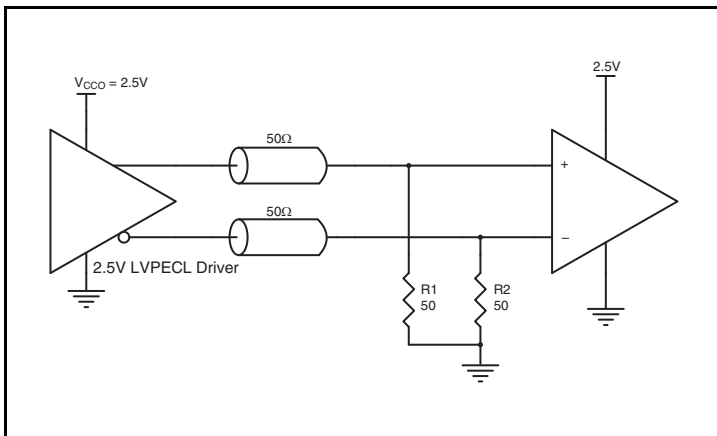 V_CCO = 2.5V
2.5V
50Ω
+
50Ω
−
2.5V LVPECL Driver
R1
50
R2
50